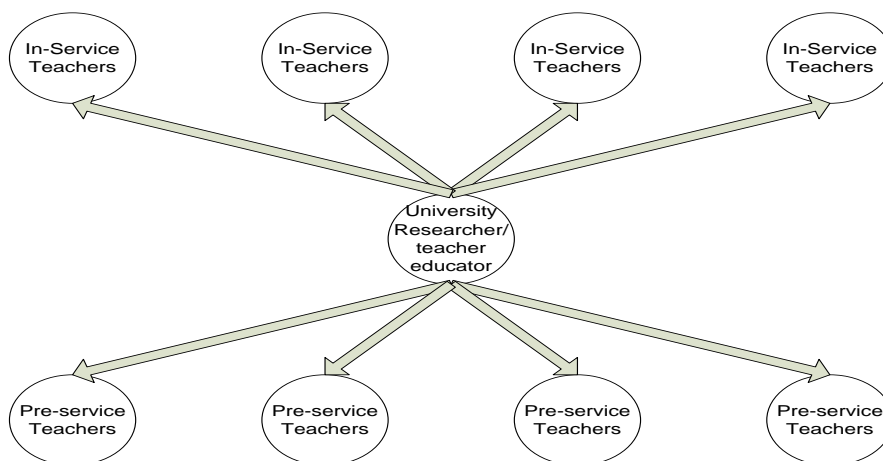 In-Service
Teachers
In-Service
Teachers
In-Service
Teachers
In-Service
Teachers
University
Researcher/
teacher
educator
Pre-service
Teachers
Pre-service
Teachers
Pre-service
Teachers
Pre-service
Teachers